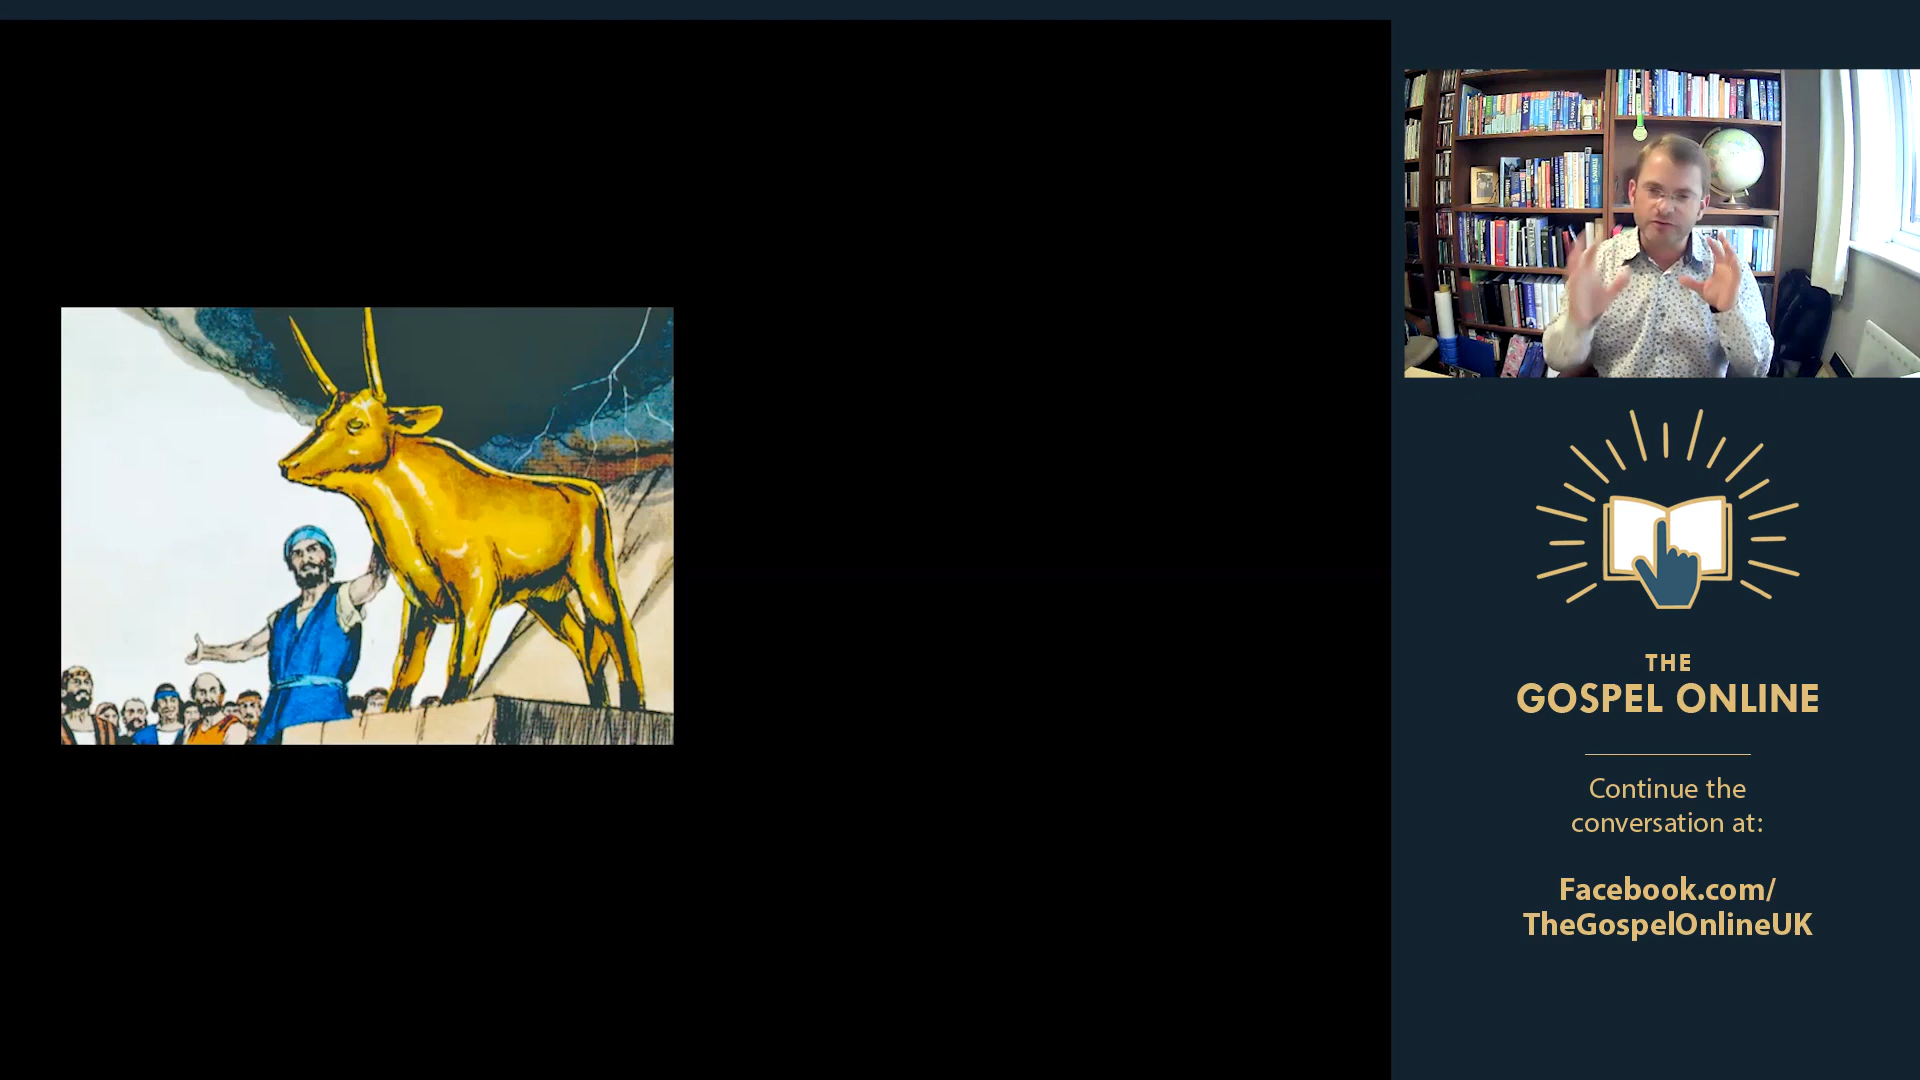 THE
GOSPEL ONLINE
Continue the
conversation at:
Facebook.com/
TheGospelOnlineUK